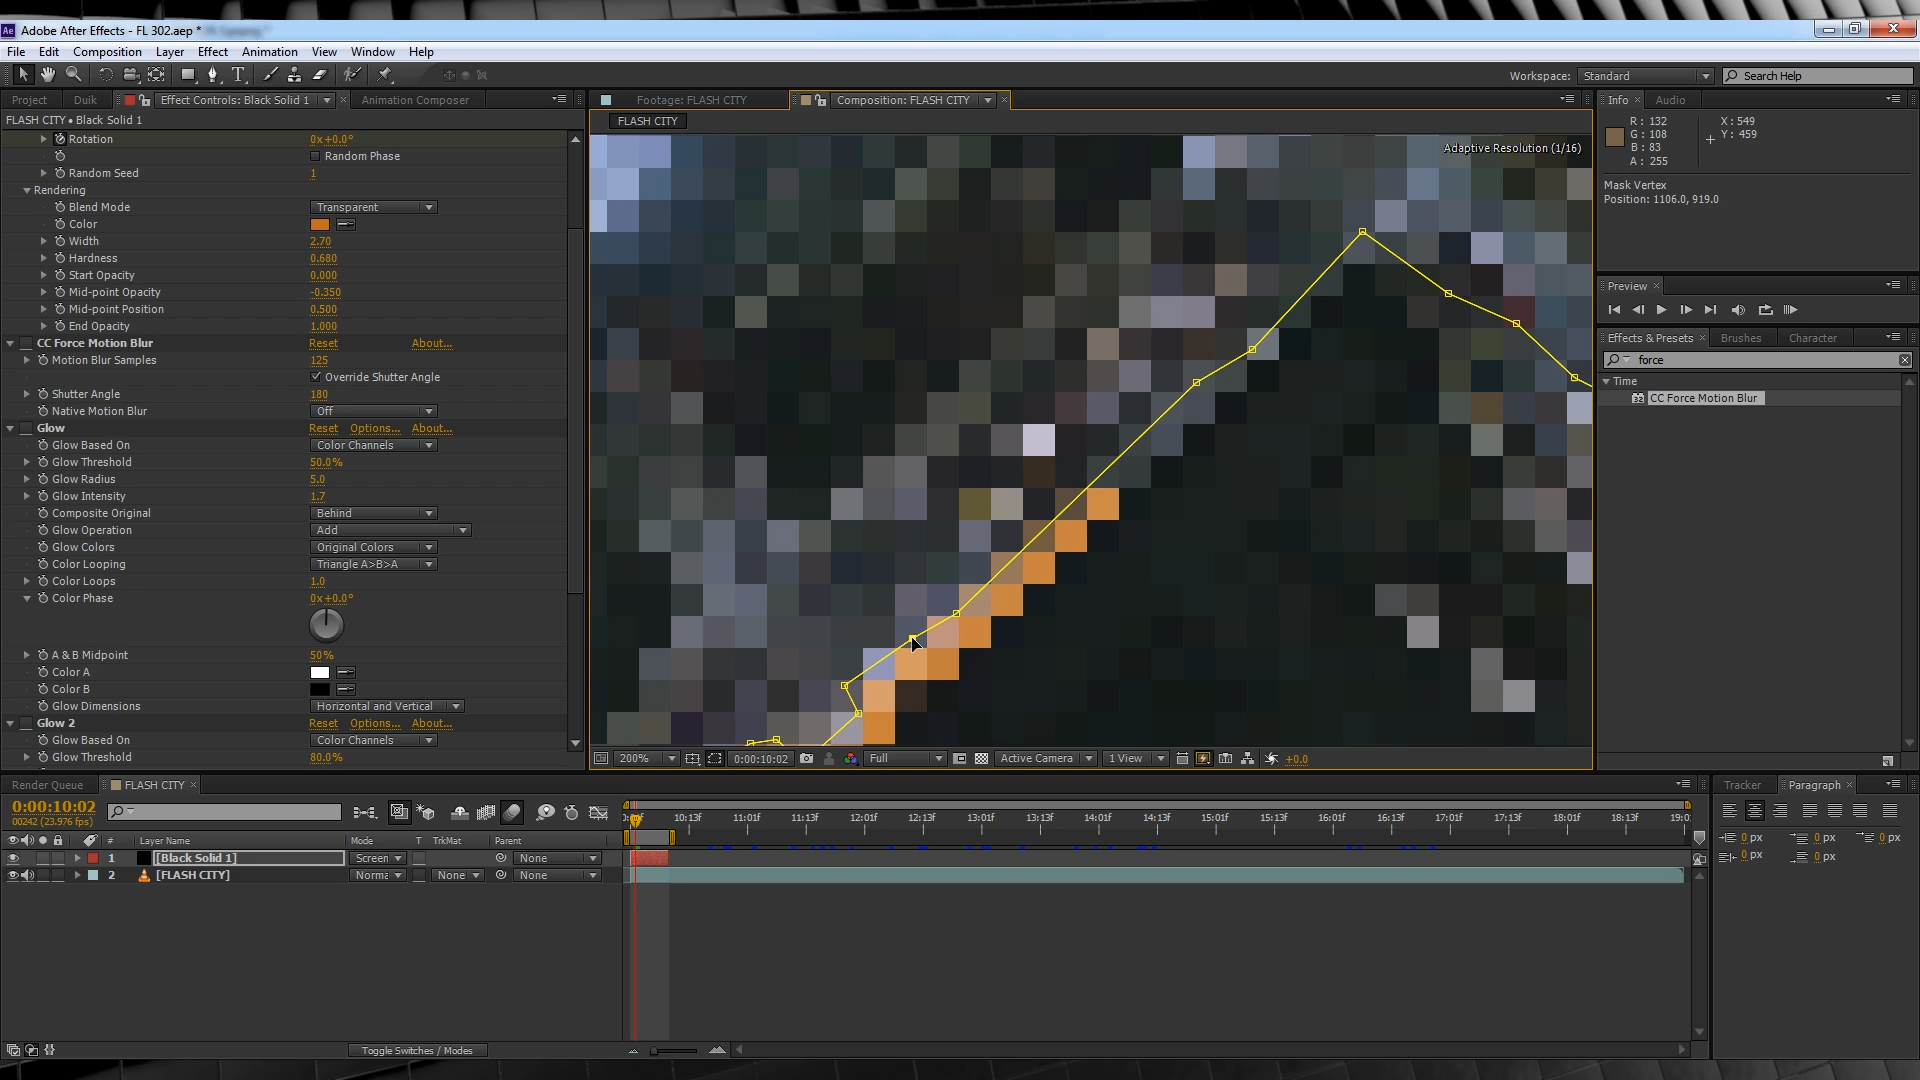 Adobe After Effects - FL 302.aep *
File Edit Composition Layer Effect Animation View Window Help
Workspace: Standard
Search Help
Project Duik Effect Controls: Black Solid 1 Animation Composer
Footage: FLASH CITY Composition: FLASH CITY
Info Audio
FLASH CITY • Black Solid 1
FLASH CITY
Rotation 0x+0.0°
Random Phase
Random Seed 1
Rendering
Blend Mode Transparent
Color
Width 2.70
Hardness 0.680
Start Opacity 0.000
Mid-point Opacity -0.350
Mid-point Position 0.500
End Opacity 1.000
CC Force Motion Blur Reset About...
Motion Blur Samples 125
Override Shutter Angle
Shutter Angle 180
Native Motion Blur Off
Glow Reset Options... About...
Glow Based On Color Channels
Glow Threshold 50.0%
Glow Radius 5.0
Glow Intensity 1.7
Composite Original Behind
Glow Operation Add
Glow Colors Original Colors
Color Looping Triangle A>B>A
Color Loops 1.0
Color Phase 0x+0.0°
A & B Midpoint 50%
Color A
Color B
Glow Dimensions Horizontal and Vertical
Glow 2 Reset Options... About...
Glow Based On Color Channels
Glow Threshold 80.0%
Adaptive Resolution (1/16)
200% 0:00:10:02 Full Active Camera 1 View +0.0
R: 132
G: 108
B: 83
A: 255
X: 549
Y: 459
Mask Vertex
Position: 1106.0, 919.0
Preview
Effects & Presets Brushes Character
force
Time
32
CC Force Motion Blur
Render Queue FLASH CITY
0:00:10:02
00242 (23.976 fps)
# Layer Name Mode T TrkMat Parent
10:13f 11:01f 11:13f 12:01f 12:13f 13:01f 13:13f 14:01f 14:13f 15:01f 15:13f 16:01f 16:13f 17:01f 17:13f 18:01f 18:13f
1 [Black Solid 1] Screen None
2 [FLASH CITY] Norma None None
Toggle Switches / Modes
Tracker Paragraph
0 px 0 px 0 px
0 px 0 px